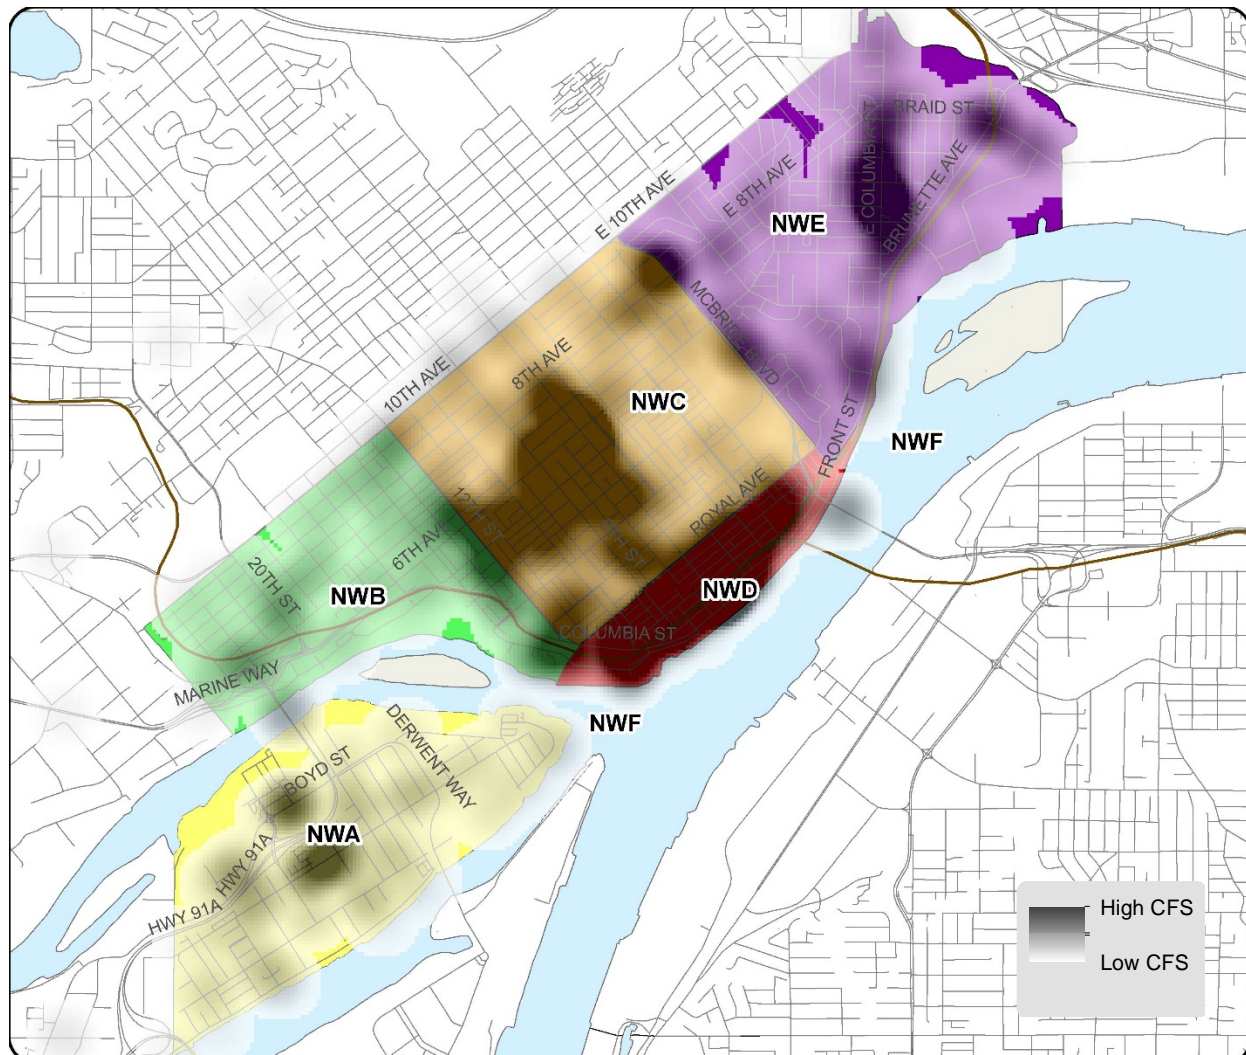 BRAID ST
E COLUMBIA ST
BRUNETTE AVE
E 10TH AVE
E 8TH AVE
NWE
MCBRIDE BLVD
10TH AVE
8TH AVE
NWC
FRONT ST
NWF
12TH ST
ROYAL AVE
6TH AVE
20TH ST
NWB
NWD
COLUMBIA ST
MARINE WAY
NWF
DERWENT WAY
BOYD ST
NWA
HWY 91A
HWY 91A
High CFS
Low CFS